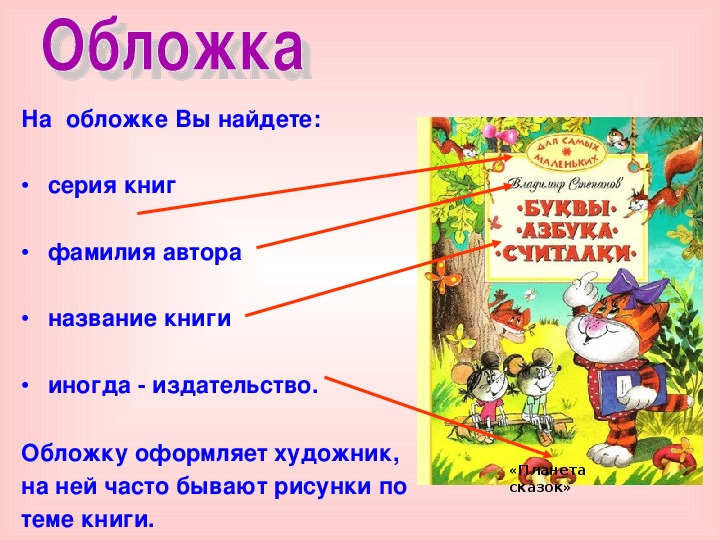 Обложка
На обложке Вы найдете:
• серия книг
• фамилия автора
• название книги
• иногда - издательство.
Обложку оформляет художник,
на ней часто бывают рисунки по
теме книги.
ДЛЯ САМЫХ
МАЛЕНЬКИХ
Владимир Степанов
•БУКВЫ•
•АЗБУКА•
•СЧИТАЛКИ•
«Планета
сказок»